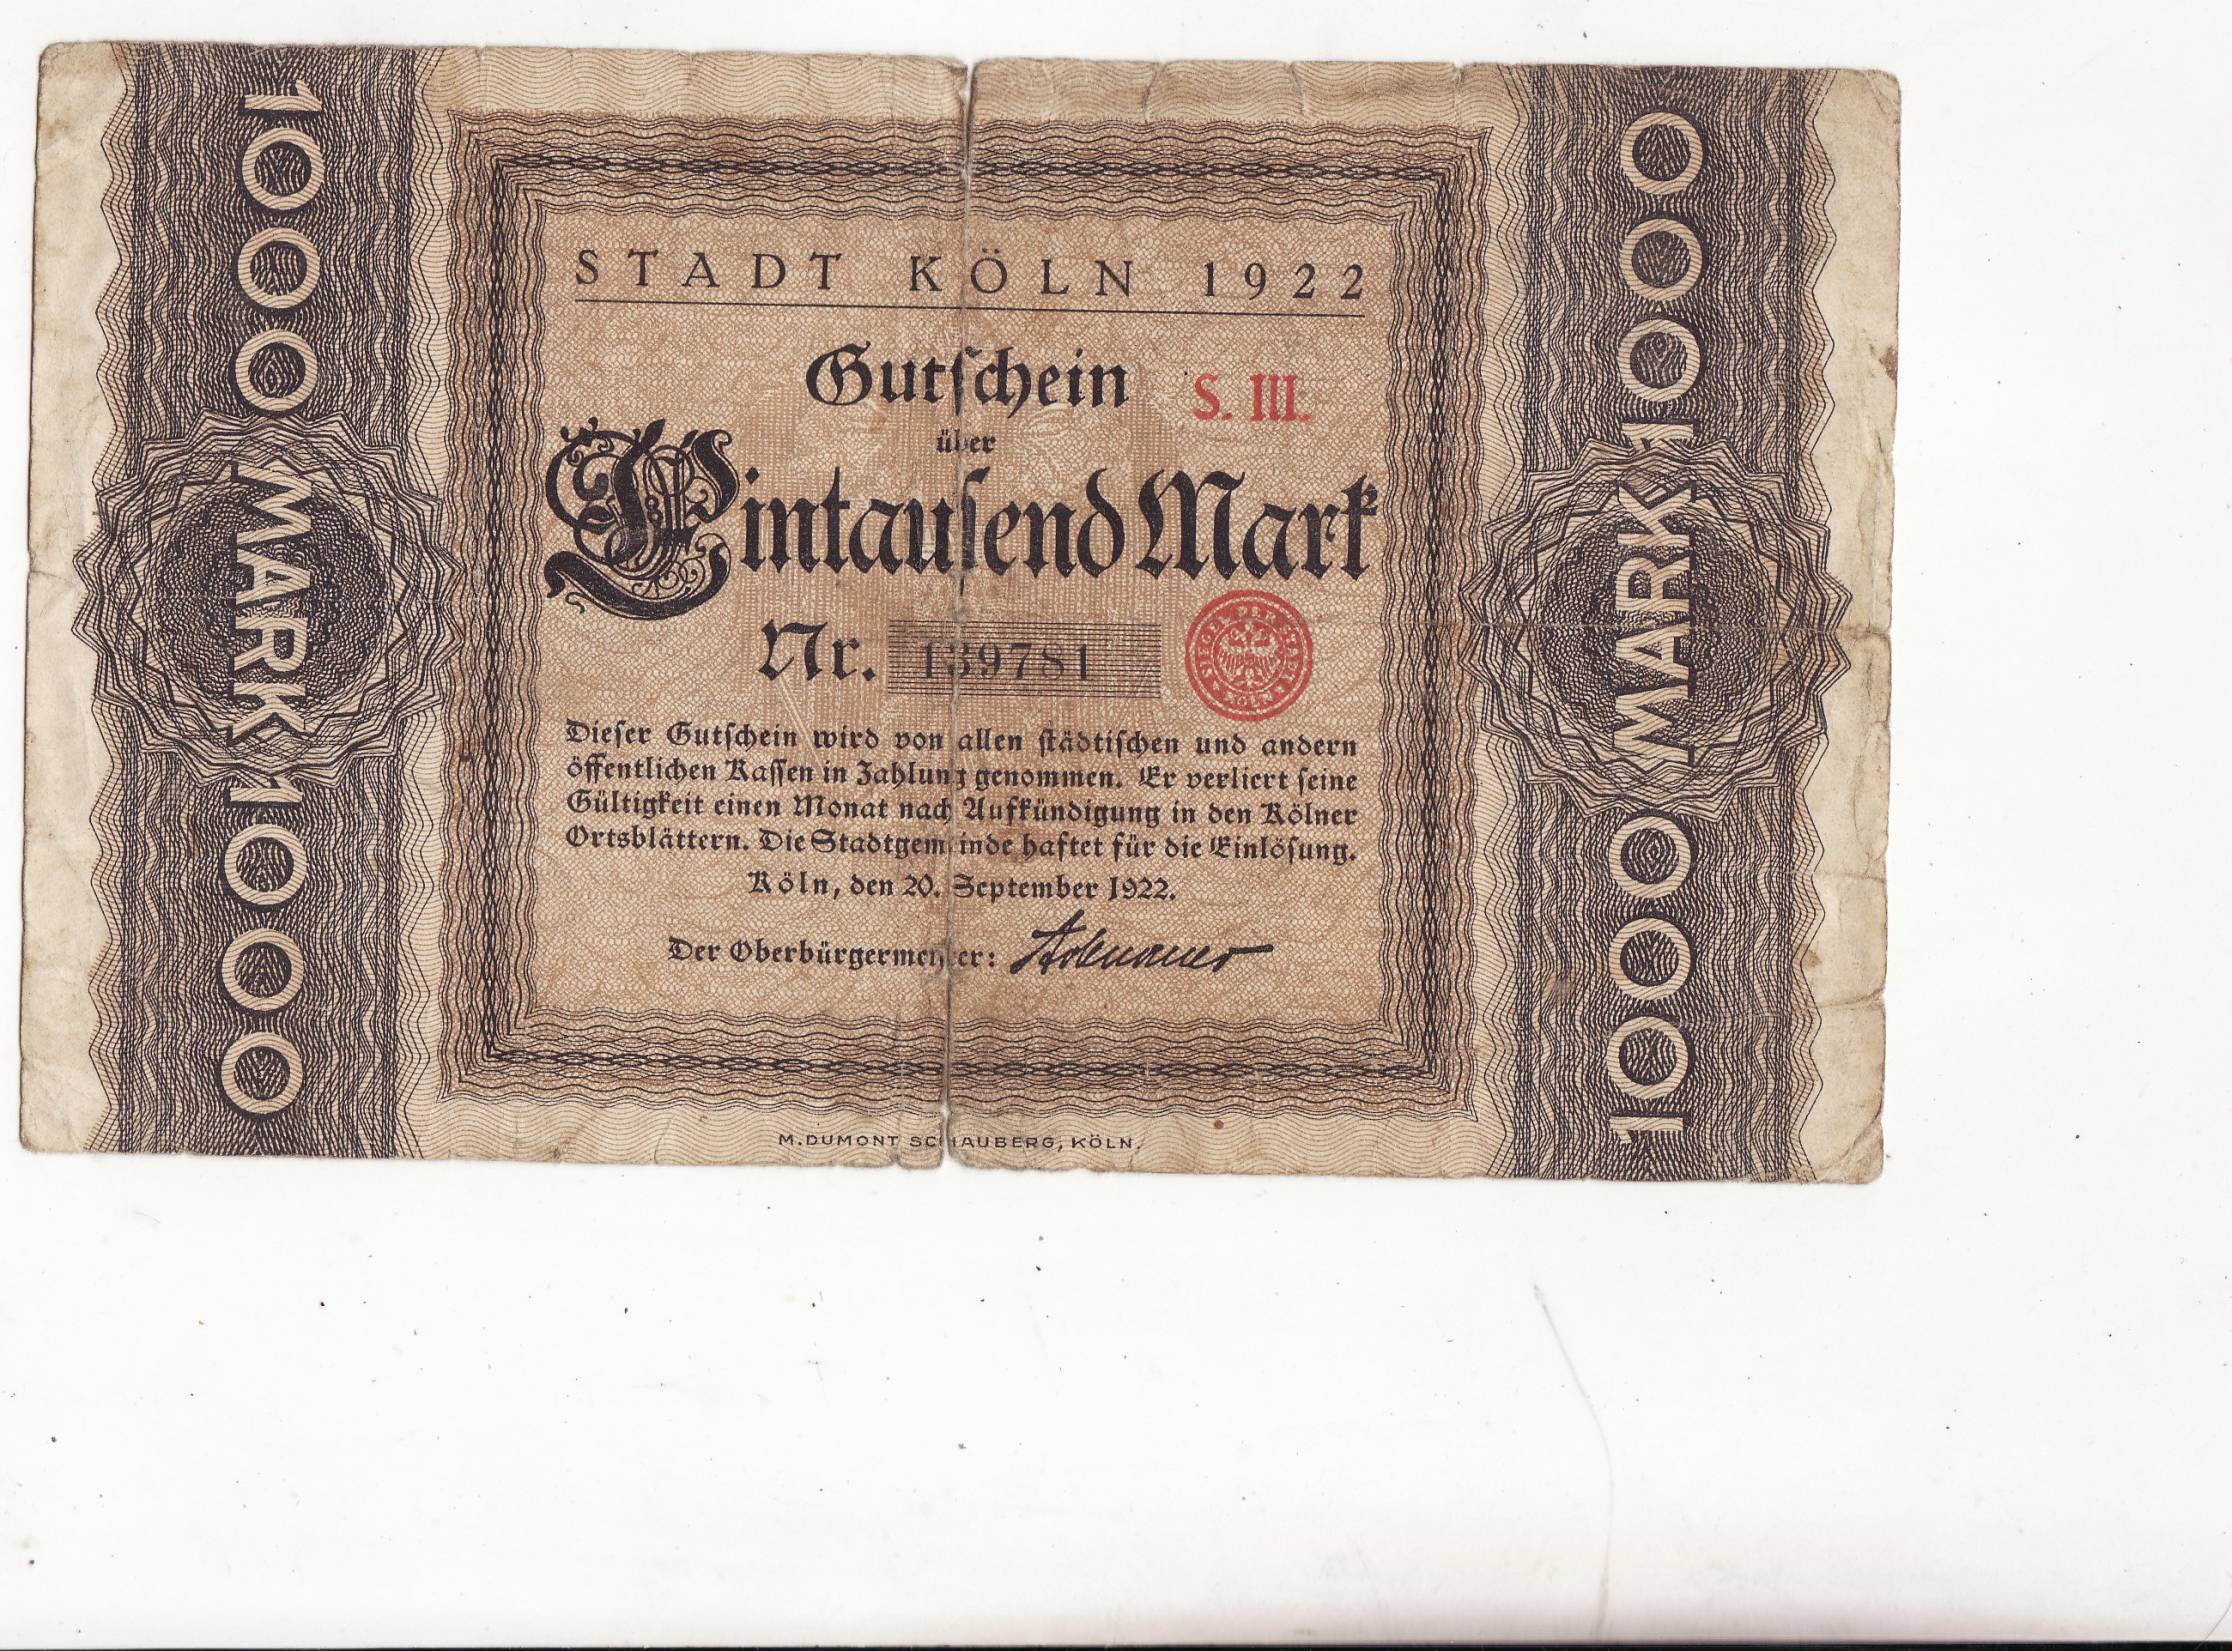 STADT KÖLN 1922
Gutschein
S. III.
über
Eintausend Mark
Nr. 139781
Dieser Gutschein wird von allen städtischen und andern
öffentlichen Kassen in Zahlung genommen. Er verliert seine
Gültigkeit einen Monat nach Aufkündigung in den Kölner
Ortsblättern. Die Stadtgemeinde haftet für die Einlösung.
Köln, den 20. September 1922.
Der Oberbürgermeister: Adenauer
M. DUMONT SCHAUBERG, KÖLN.
1000 MARK 1000
1000 MARK 1000